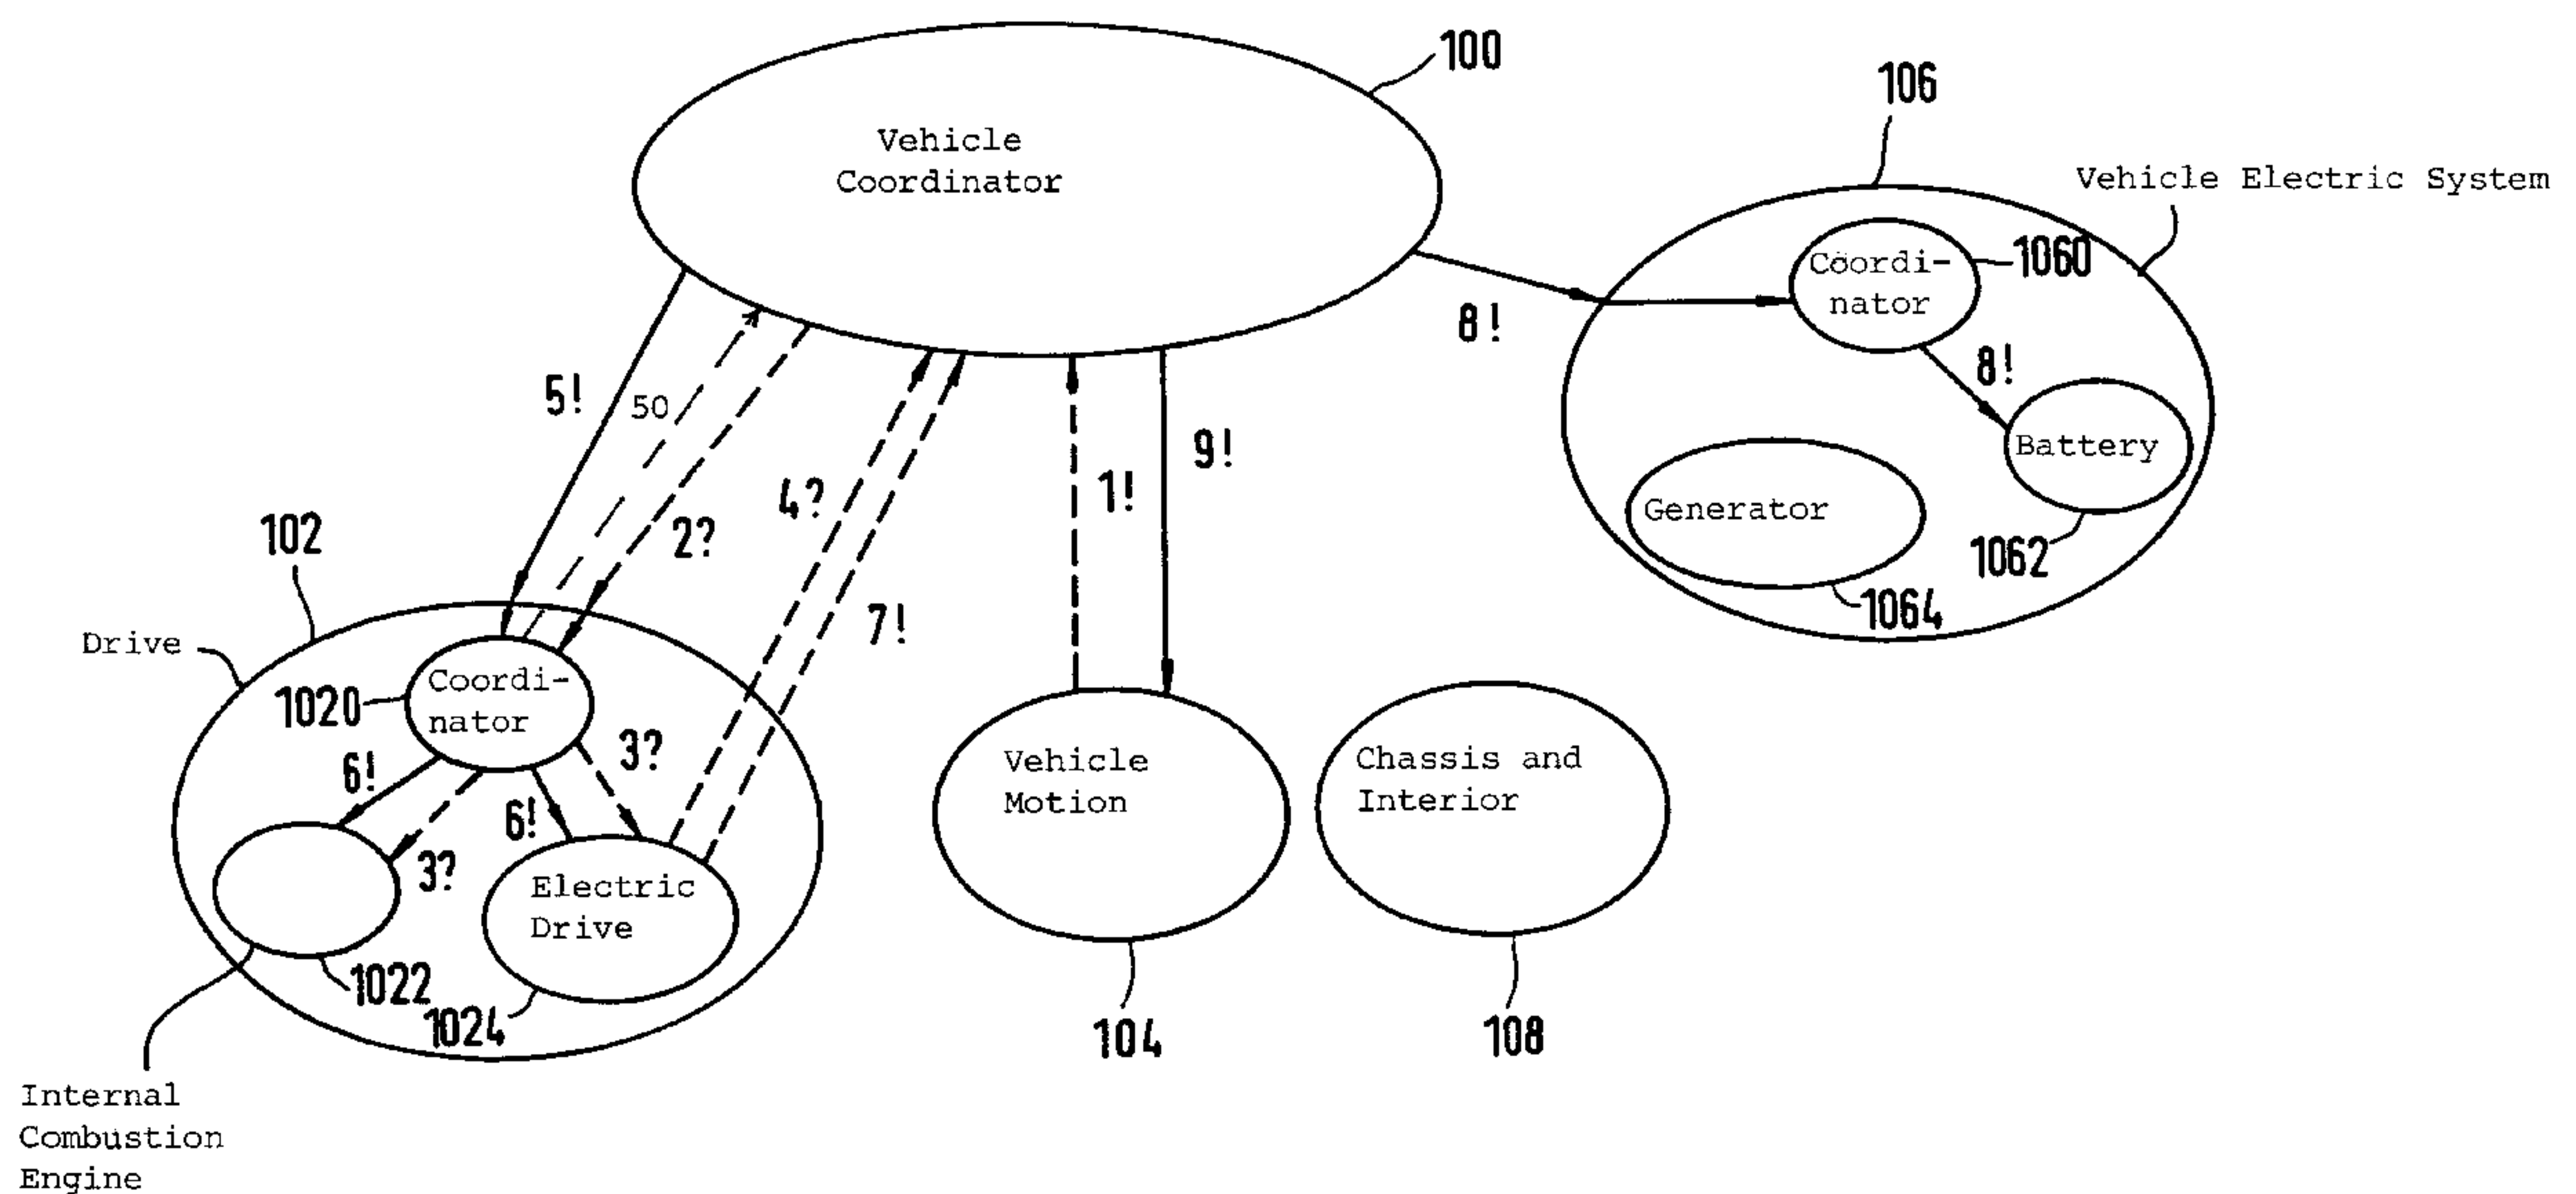 100
106
Vehicle
Coordinator
Vehicle Electric System
Coordi-
nator
1060
8!
8!
5!
50
9!
Battery
4?
1!
Generator
2?
102
1062
1064
7!
Drive
Coordi-
nator
1020
3?
6!
Vehicle
Motion
Chassis and
Interior
6!
3?
Electric
Drive
1022
1024
104
108
Internal
Combustion
Engine